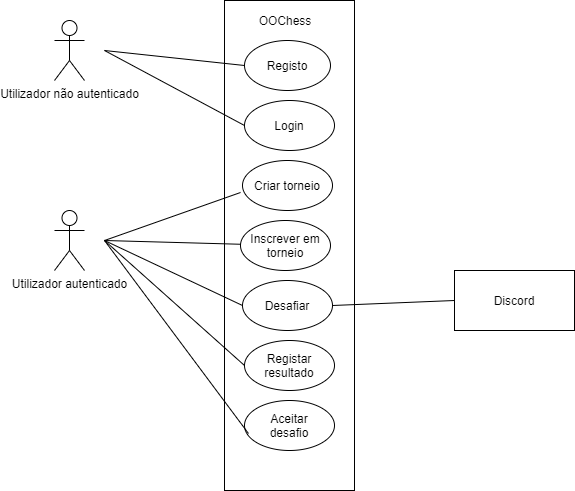 OOChess
Registo
Utilizador não autenticado
Login
Criar torneio
Inscrever em
torneio
Utilizador autenticado
Desafiar
Discord
Registar
resultado
Aceitar
desafio